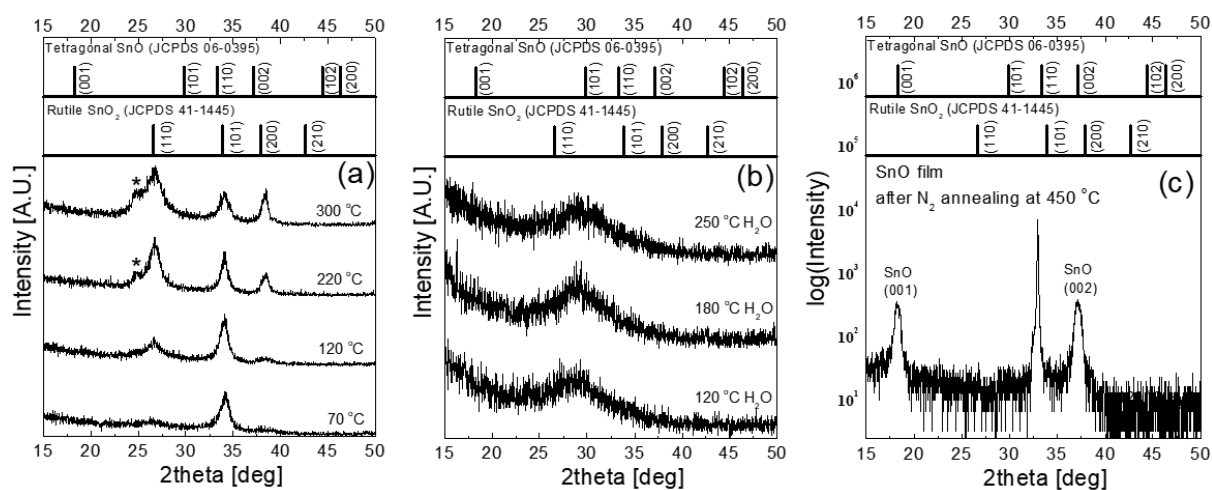 15 20 25 30 35 40 45 50
Tetragonal SnO (JCPDS 06-0395)
(001)
(101)
(110)
(002)
(102)
(200)
Rutile SnO2 (JCPDS 41-1445)
(110)
(101)
(200)
(210)
(a)
*
300 °C
*
220 °C
120 °C
70 °C
Intensity [A.U.]
15 20 25 30 35 40 45 50
2theta [deg]
15 20 25 30 35 40 45 50
Tetragonal SnO (JCPDS 06-0395)
(001)
(101)
(110)
(002)
(102)
(200)
Rutile SnO2 (JCPDS 41-1445)
(110)
(101)
(200)
(210)
(b)
250 °C H2O
180 °C H2O
120 °C H2O
Intensity [A.U.]
15 20 25 30 35 40 45 50
2theta [deg]
15 20 25 30 35 40 45 50
Tetragonal SnO (JCPDS 06-0395)
(001)
(101)
(110)
(002)
(102)
(200)
Rutile SnO2 (JCPDS 41-1445)
(110)
(101)
(200)
(210)
SnO film
(c)
after N2 annealing at 450 °C
SnO
(001)
SnO
(002)
10^6
10^5
10^4
10^3
10^2
10^1
log(Intensity)
15 20 25 30 35 40 45 50
2theta [deg]